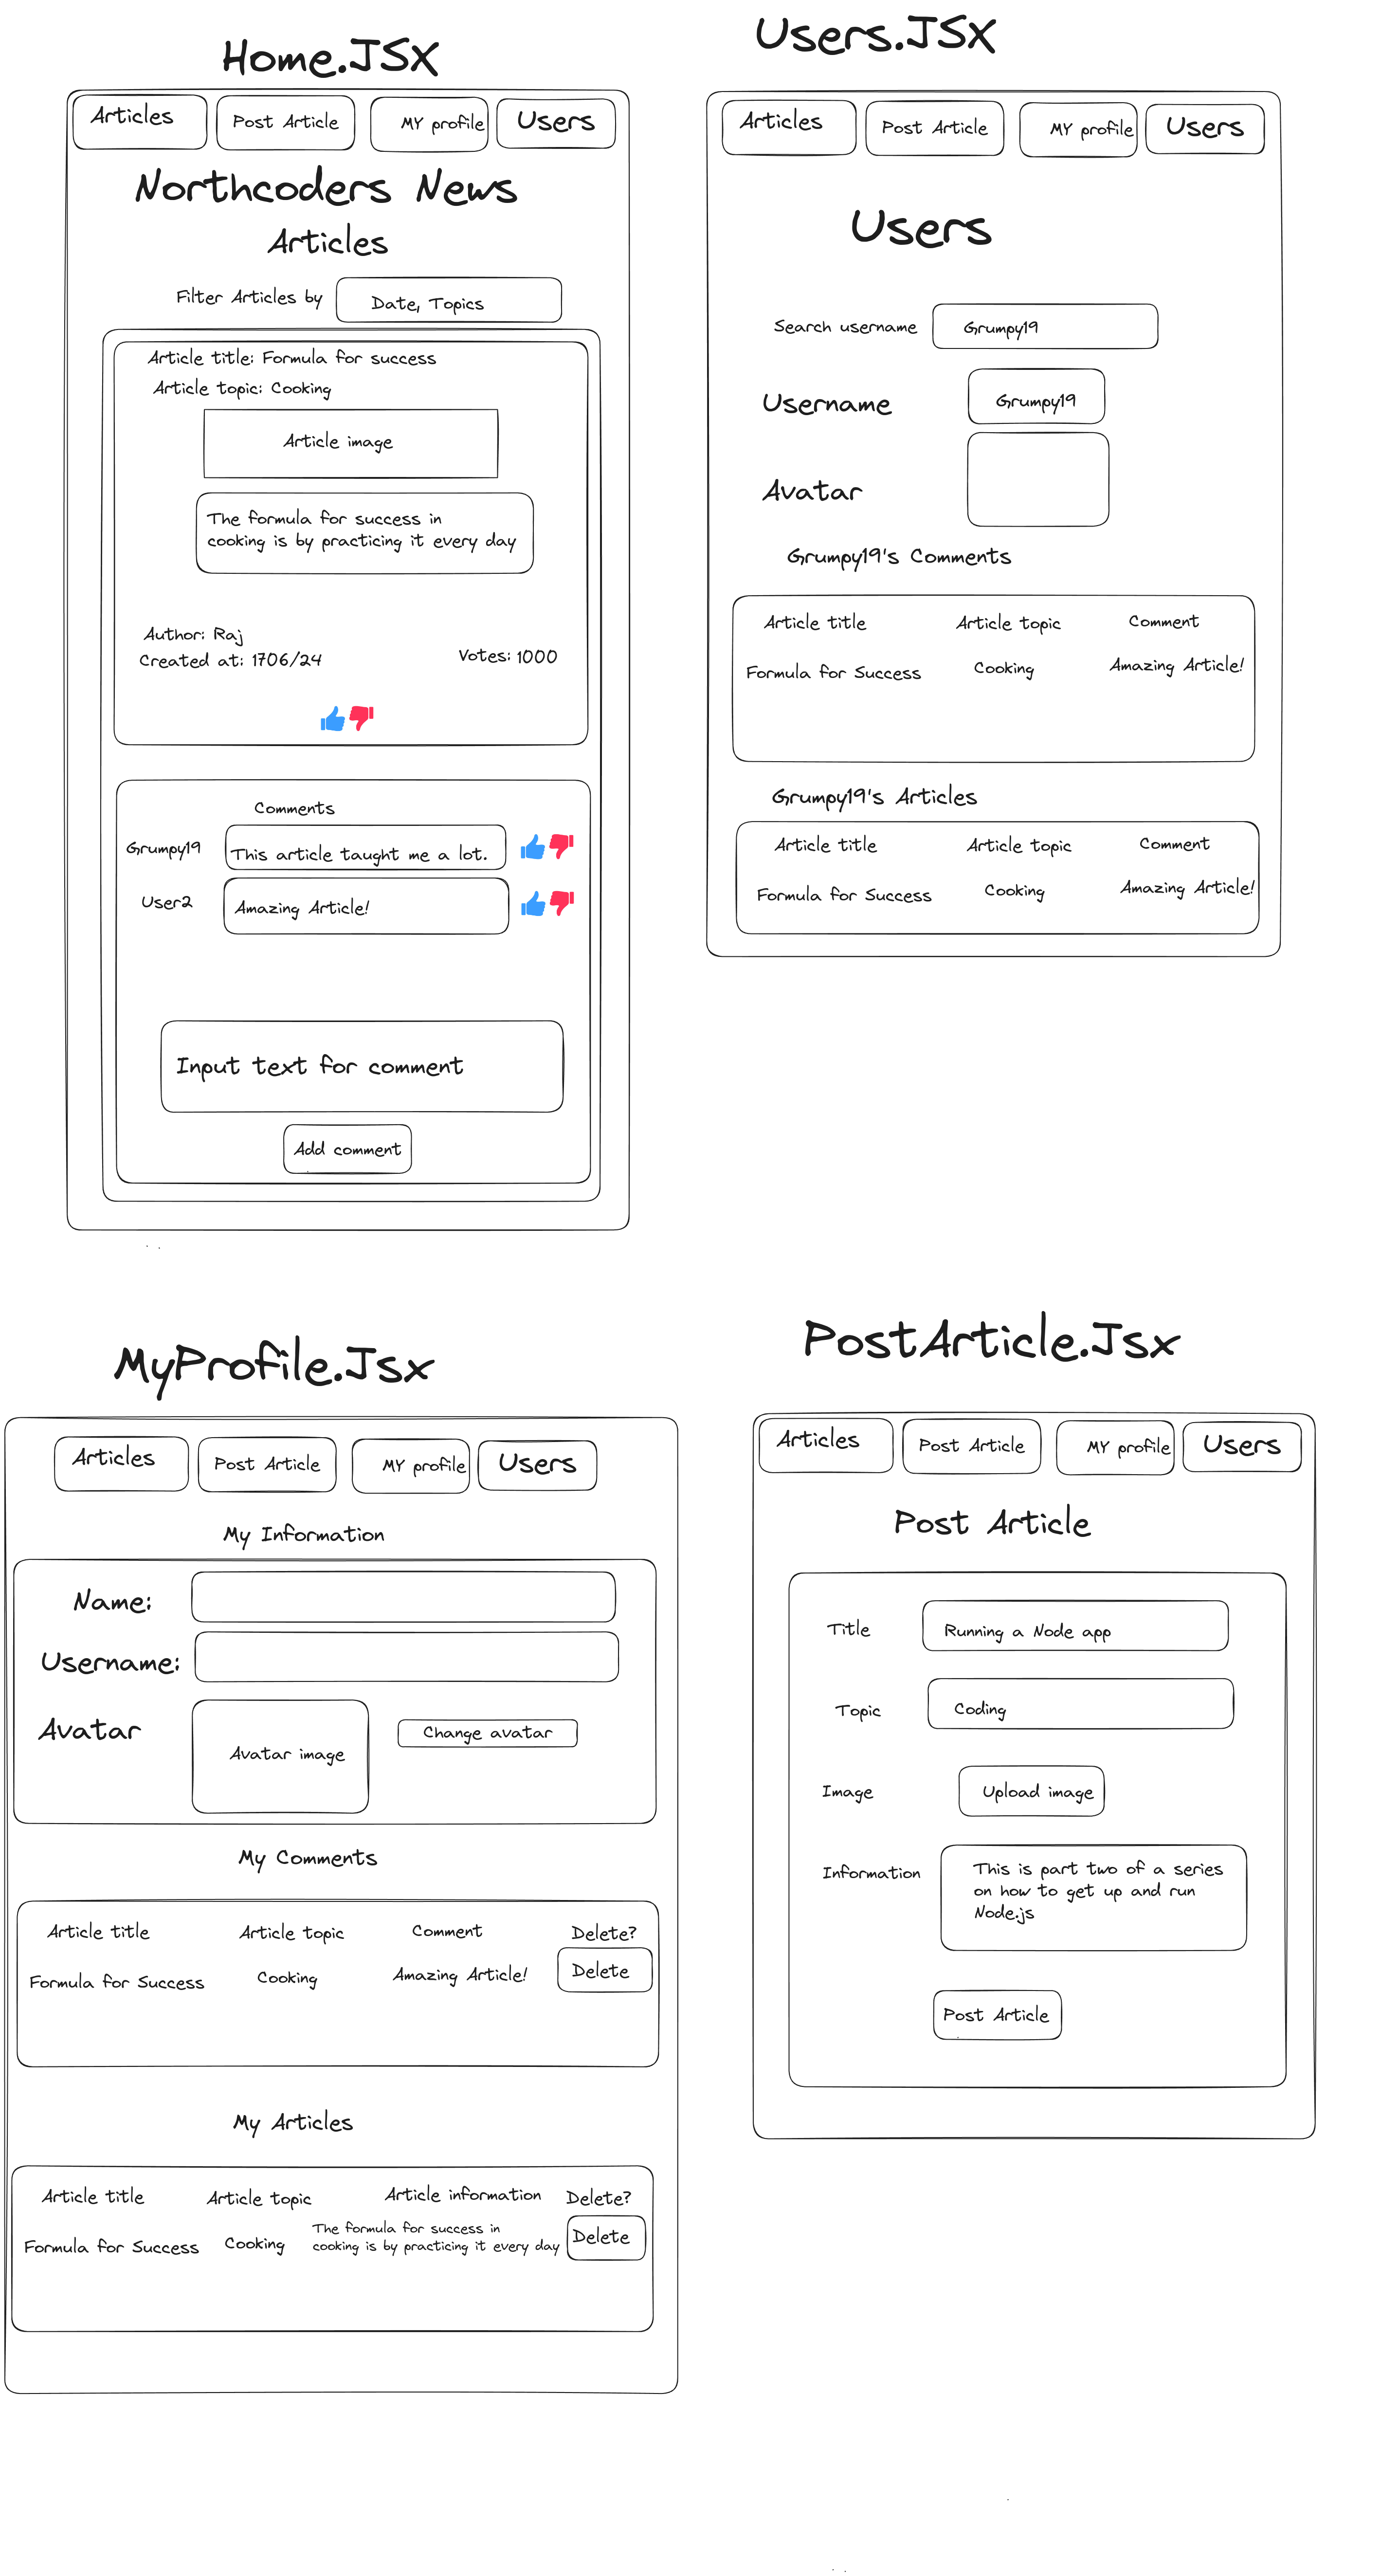 Home.JSX
Articles
Post Article
MY profile
Users
Northcoders News
Articles
Filter Articles by
Date, Topics
Article title: Formula for success
Article topic: Cooking
Article image
The formula for success in
cooking is by practicing it every day
Author: Raj
Created at: 1706/24
Votes: 1000
Comments
Grumpy19
This article taught me a lot.
User2
Amazing Article!
Input text for comment
Add comment
Users.JSX
Articles
Post Article
MY profile
Users
Users
Search username
Grumpy19
Username
Grumpy19
Avatar
Grumpy19's Comments
Article title
Article topic
Comment
Formula for Success
Cooking
Amazing Article!
Grumpy19's Articles
Article title
Article topic
Comment
Formula for Success
Cooking
Amazing Article!
MyProfile.Jsx
Articles
Post Article
MY profile
Users
My Information
Name:
Username:
Avatar
Avatar image
Change avatar
My Comments
Article title
Article topic
Comment
Delete?
Formula for Success
Cooking
Amazing Article!
Delete
My Articles
Article title
Article topic
Article information
Delete?
Formula for Success
Cooking
The formula for success in
cooking is by practicing it every day
Delete
PostArticle.Jsx
Articles
Post Article
MY profile
Users
Post Article
Title
Running a Node app
Topic
Coding
Image
Upload image
Information
This is part two of a series
on how to get up and run
Node.js
Post Article